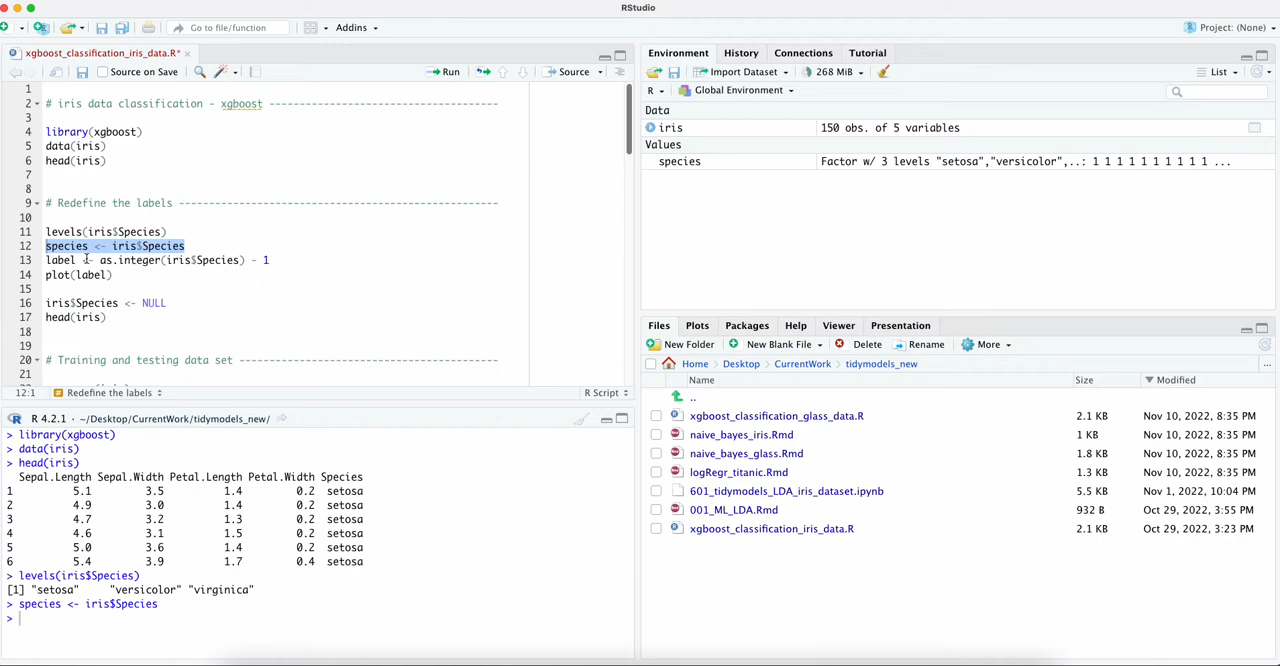 RStudio
Go to file/function
Addins
Project: (None)
xgboost_classification_iris_data.R*
Source on Save
Run
Source
1
2 # iris data classification - xgboost ----------------------------------------
3
4 library(xgboost)
5 data(iris)
6 head(iris)
7
8
9 # Redefine the labels -------------------------------------------------------
10
11 levels(iris$Species)
12 species <- iris$Species
13 label <- as.integer(iris$Species) - 1
14 plot(label)
15
16 iris$Species <- NULL
17 head(iris)
18
19
20 # Training and testing data set --------------------------------------------
21
12:1 Redefine the labels R Script
R 4.2.1 · ~/Desktop/CurrentWork/tidymodels_new/
> library(xgboost)
> data(iris)
> head(iris)
Sepal.Length Sepal.Width Petal.Length Petal.Width Species
1 5.1 3.5 1.4 0.2 setosa
2 4.9 3.0 1.4 0.2 setosa
3 4.7 3.2 1.3 0.2 setosa
4 4.6 3.1 1.5 0.2 setosa
5 5.0 3.6 1.4 0.2 setosa
6 5.4 3.9 1.7 0.4 setosa
> levels(iris$Species)
[1] "setosa" "versicolor" "virginica"
> species <- iris$Species
>
Environment History Connections Tutorial
Import Dataset 268 MiB List
R Global Environment
Data
iris 150 obs. of 5 variables
Values
species Factor w/ 3 levels "setosa","versicolor",..: 1 1 1 1 1 1 1 1 1 1 ...
Files Plots Packages Help Viewer Presentation
New Folder New Blank File Delete Rename More
Home Desktop CurrentWork tidymodels_new ...
Name Size Modified
..
xgboost_classification_glass_data.R 2.1 KB Nov 10, 2022, 8:35 PM
naive_bayes_iris.Rmd 1 KB Nov 10, 2022, 8:35 PM
naive_bayes_glass.Rmd 1.8 KB Nov 10, 2022, 8:35 PM
logRegr_titanic.Rmd 1.3 KB Nov 10, 2022, 8:35 PM
601_tidymodels_LDA_iris_dataset.ipynb 5.5 KB Nov 1, 2022, 10:04 PM
001_ML_LDA.Rmd 932 B Oct 29, 2022, 3:55 PM
xgboost_classification_iris_data.R 2.1 KB Oct 29, 2022, 3:23 PM